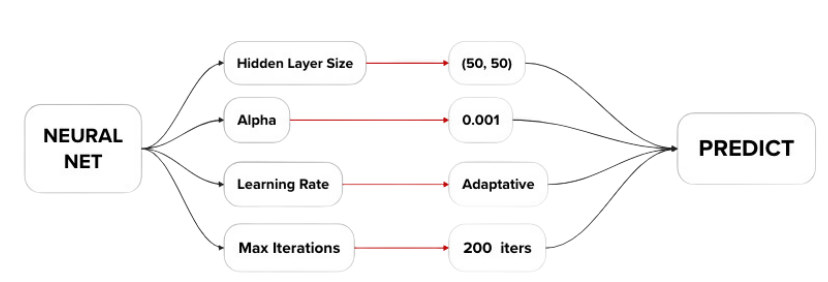 NEURAL
NET
Hidden Layer Size
(50, 50)
Alpha
0.001
Learning Rate
Adaptative
Max Iterations
200 iters
PREDICT